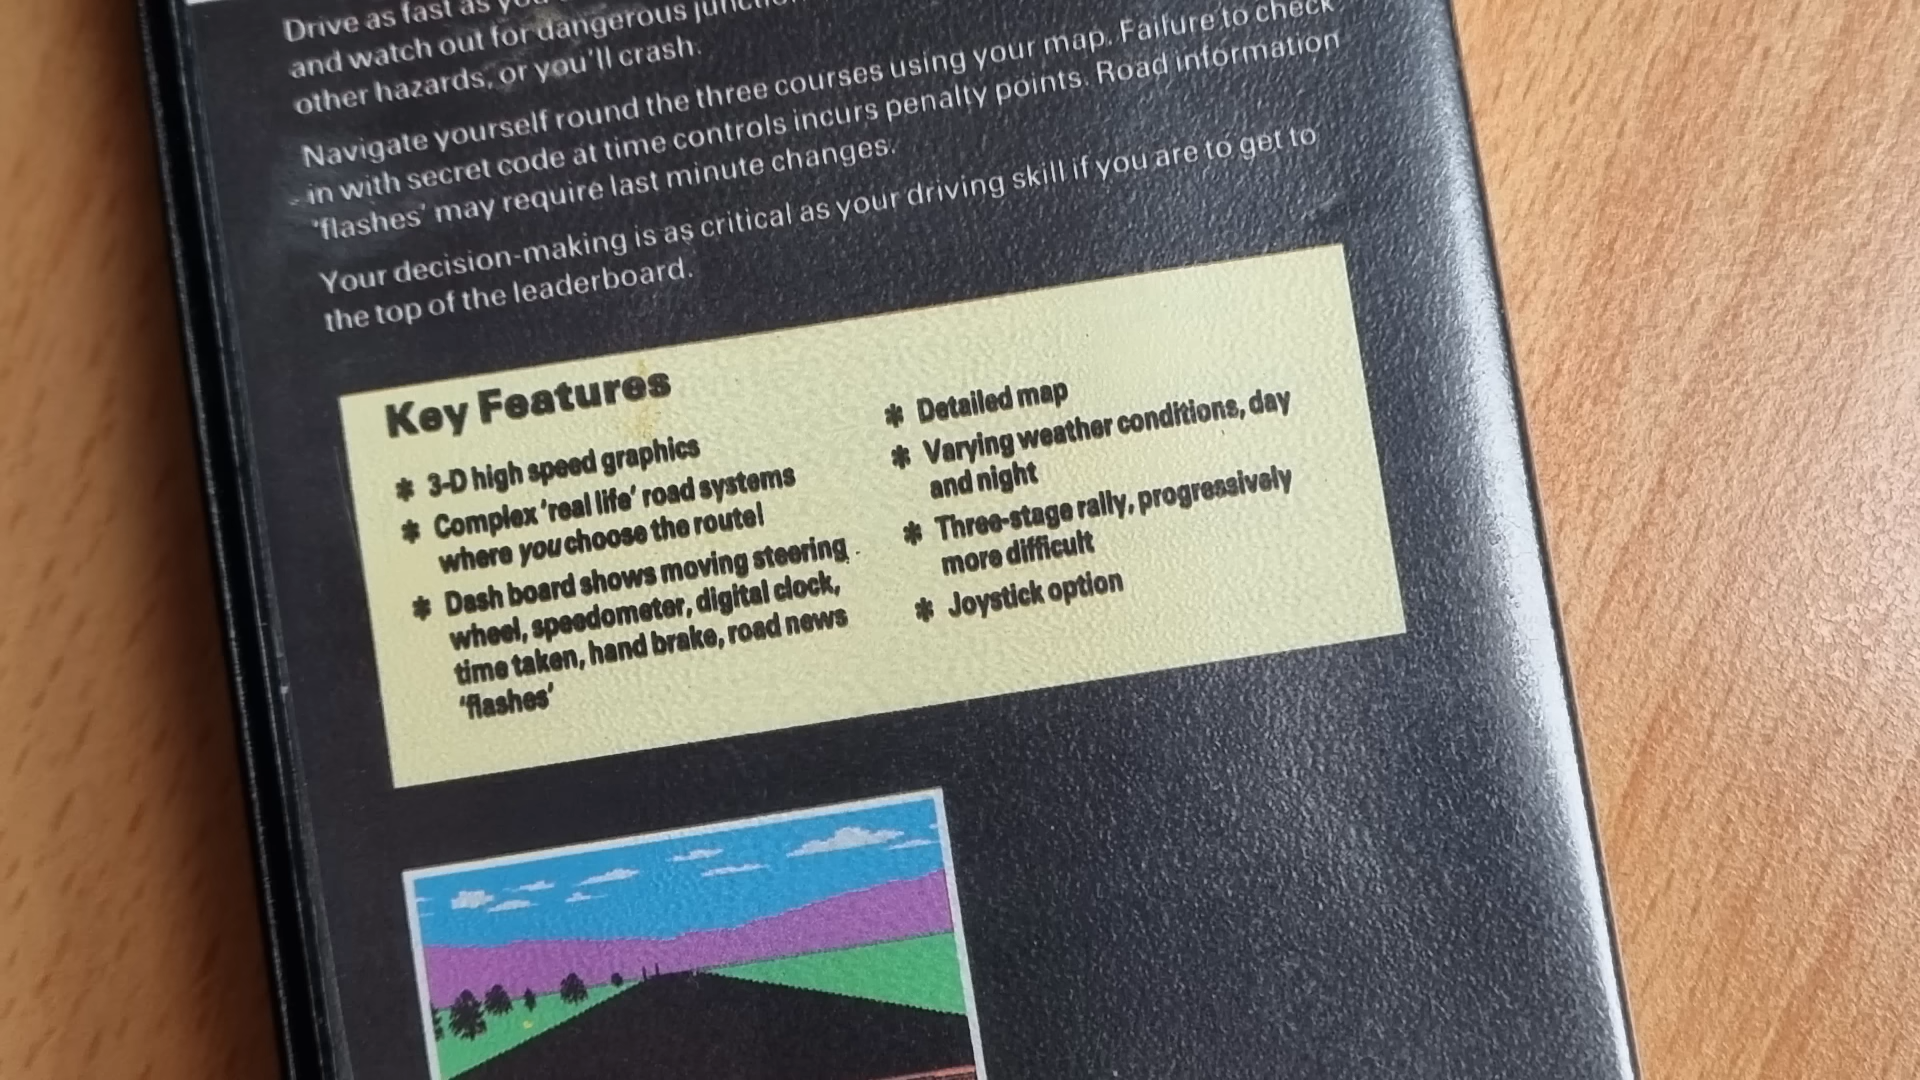 Drive as fast as you
and watch out for dangerous
other hazards, or you'll crash.
Navigate yourself round the three courses using your map. Failure to check
in with secret code at time controls incurs penalty points. Road information
'flashes' may require last minute changes.
Your decision-making is as critical as your driving skill if you are to get to
the top of the leaderboard.
Key Features
* 3-D high speed graphics
* Complex 'real life' road systems
where you choose the route!
* Dash board shows moving steering
wheel, speedometer, digital clock,
time taken, hand brake, road news
'flashes'
* Detailed map
* Varying weather conditions, day
and night
* Three-stage rally, progressively
more difficult
* Joystick option